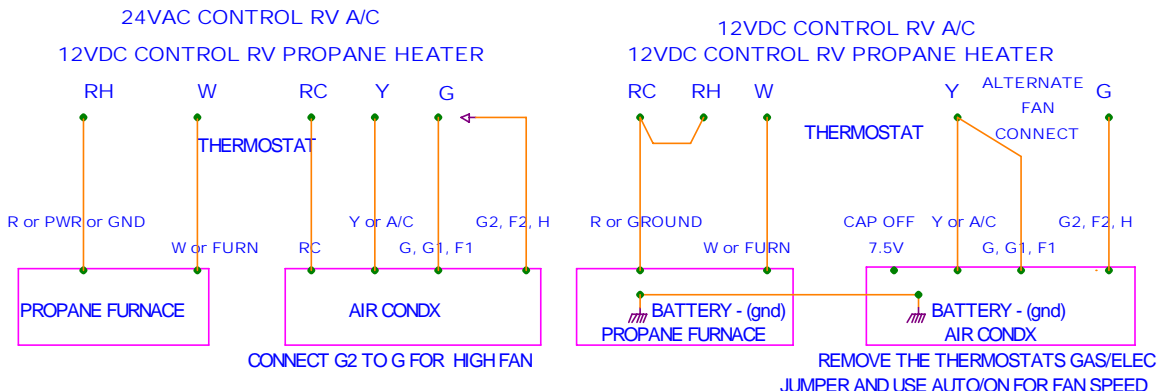 24VAC CONTROL RV A/C
12VDC CONTROL RV PROPANE HEATER
RH W RC Y G
THERMOSTAT
R or PWR or GND Y or A/C G2, F2, H
W or FURN RC G, G1, F1
PROPANE FURNACE AIR CONDX
CONNECT G2 TO G FOR HIGH FAN
12VDC CONTROL RV A/C
12VDC CONTROL RV PROPANE HEATER
RC RH W Y ALTERNATE G
FAN
THERMOSTAT CONNECT
R or GROUND CAP OFF Y or A/C G2, F2, H
W or FURN 7.5V G, G1, F1
BATTERY - (gnd) BATTERY - (gnd)
PROPANE FURNACE AIR CONDX
REMOVE THE THERMOSTATS GAS/ELEC
JUMPER AND USE AUTO/ON FOR FAN SPEED